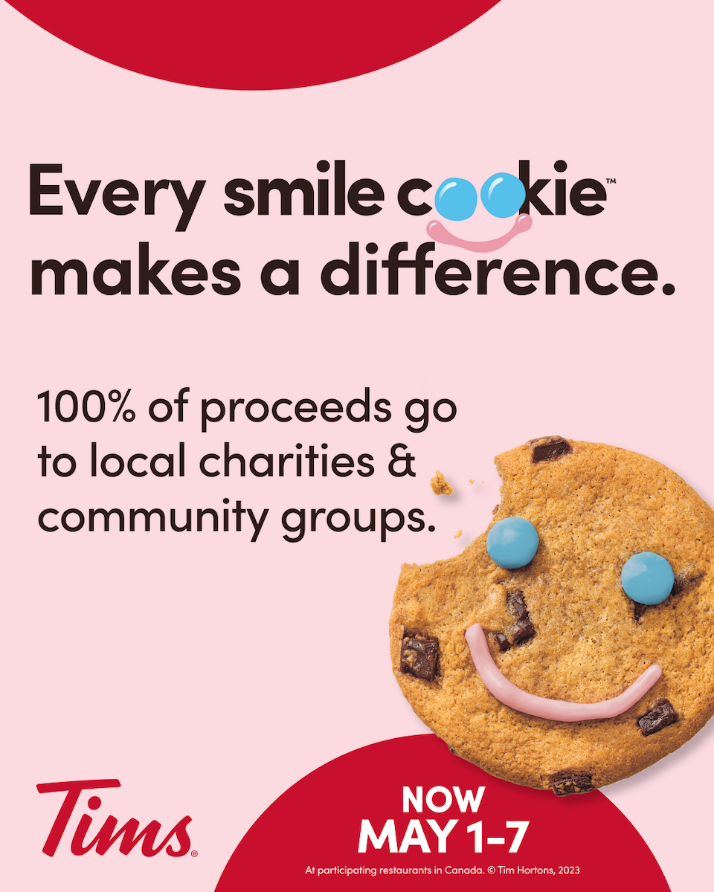 Every smile cookie™
makes a difference.
100% of proceeds go
to local charities &
community groups.
Tims®
NOW
MAY 1-7
At participating restaurants in Canada. © Tim Hortons, 2023